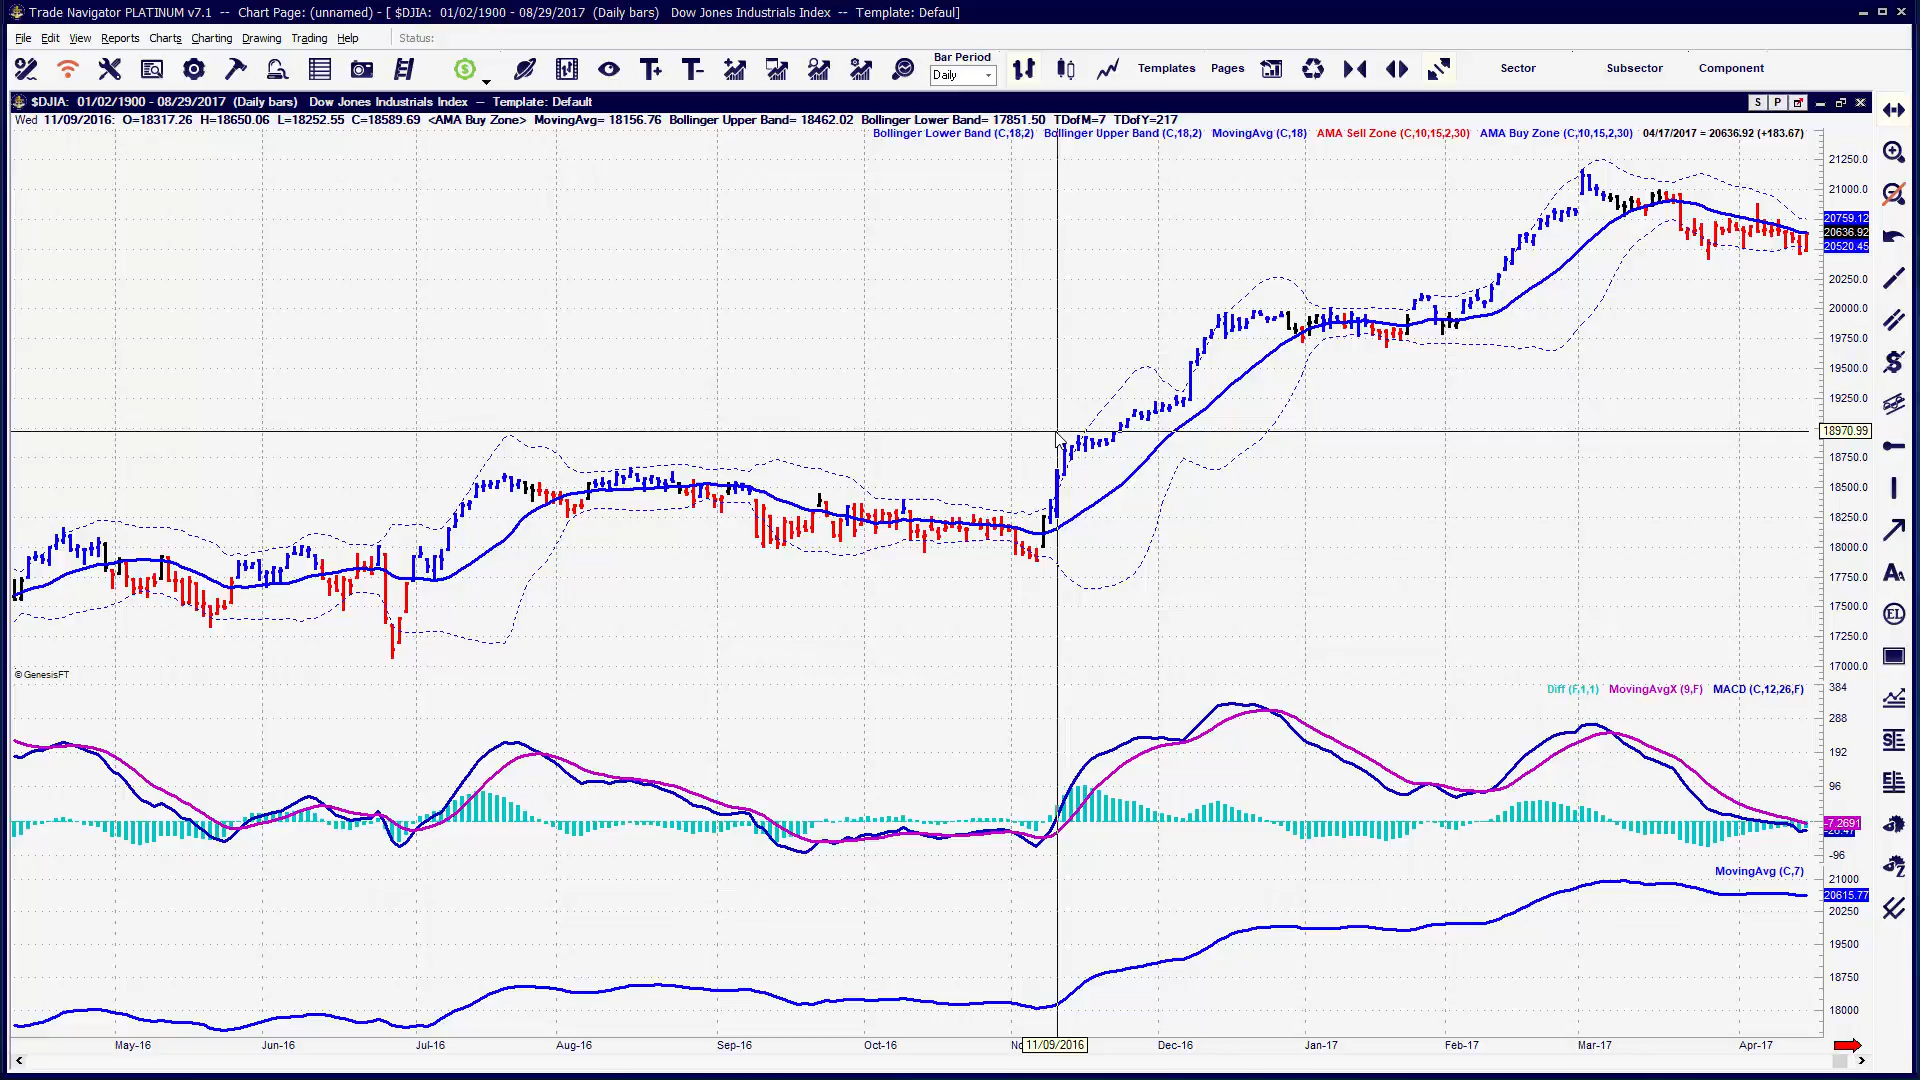 Trade Navigator PLATINUM v7.1 -- Chart Page: (unnamed) - [ $DJIA: 01/02/1900 - 08/29/2017 (Daily bars) Dow Jones Industrials Index -- Template: Defaul]
File Edit View Reports Charts Charting Drawing Trading Help Status:
Bar Period
Daily
Templates Pages Sector Subsector Component
$DJIA: 01/02/1900 - 08/29/2017 (Daily bars) Dow Jones Industrials Index -- Template: Default
S P
Wed 11/09/2016: O=18317.26 H=18650.06 L=18252.55 C=18589.69 <AMA Buy Zone> MovingAvg= 18156.76 Bollinger Upper Band= 18462.02 Bollinger Lower Band= 17851.50 TDofM=7 TDofY=217
Bollinger Lower Band (C,18,2) Bollinger Upper Band (C,18,2) MovingAvg (C,18) AMA Sell Zone (C,10,15,2,30) AMA Buy Zone (C,10,15,2,30) 04/17/2017 = 20636.92 (+183.67)
21250.0
21000.0
20759.12
20636.92
20520.45
20250.0
20000.0
19750.0
19500.0
19250.0
18970.99
18750.0
18500.0
18250.0
18000.0
17750.0
17500.0
17250.0
17000.0
© GenesisFT
Diff (F,1,1) MovingAvgX (9,F) MACD (C,12,26,F)
384
288
192
96
-7.2691
-96
MovingAvg (C,7)
21000
20615.77
20250
19500
18750
18000
May-16 Jun-16 Jul-16 Aug-16 Sep-16 Oct-16 11/09/2016 Dec-16 Jan-17 Feb-17 Mar-17 Apr-17